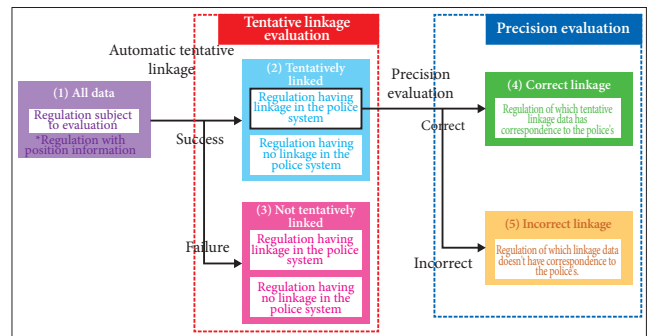 Tentative linkage
evaluation
Precision evaluation
Automatic tentative
linkage
(1) All data
Regulation subject
to evaluation
*Regulation with
position information
Success
Failure
(2) Tentatively
linked
Regulation having
linkage in the police
system
Regulation having
no linkage in the
police system
(3) Not tentatively
linked
Regulation having
linkage in the police
system
Regulation having
no linkage in the
police system
Precision
evaluation
Correct
Incorrect
(4) Correct linkage
Regulation of which tentative
linkage data has
correspondence to the police's
(5) Incorrect linkage
Regulation of which linkage data
doesn't have correspondence to
the police's.